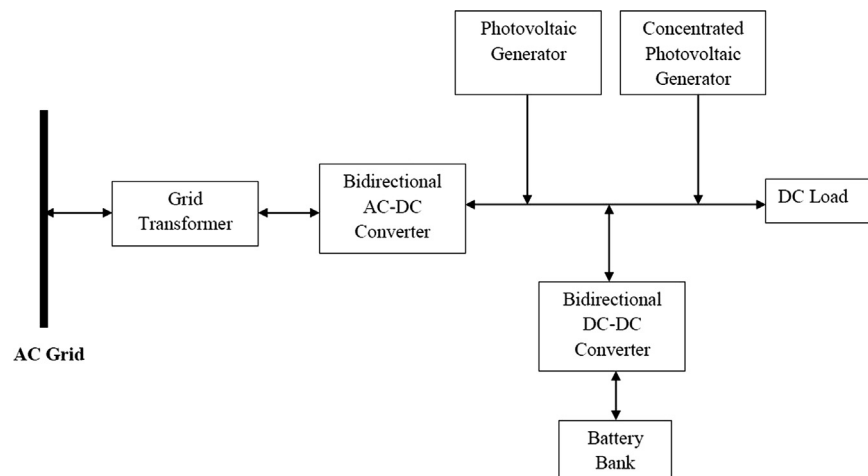 Photovoltaic
Generator
Concentrated
Photovoltaic
Generator
Grid
Transformer
Bidirectional
AC-DC
Converter
DC Load
Bidirectional
DC-DC
Converter
AC Grid
Battery
Bank